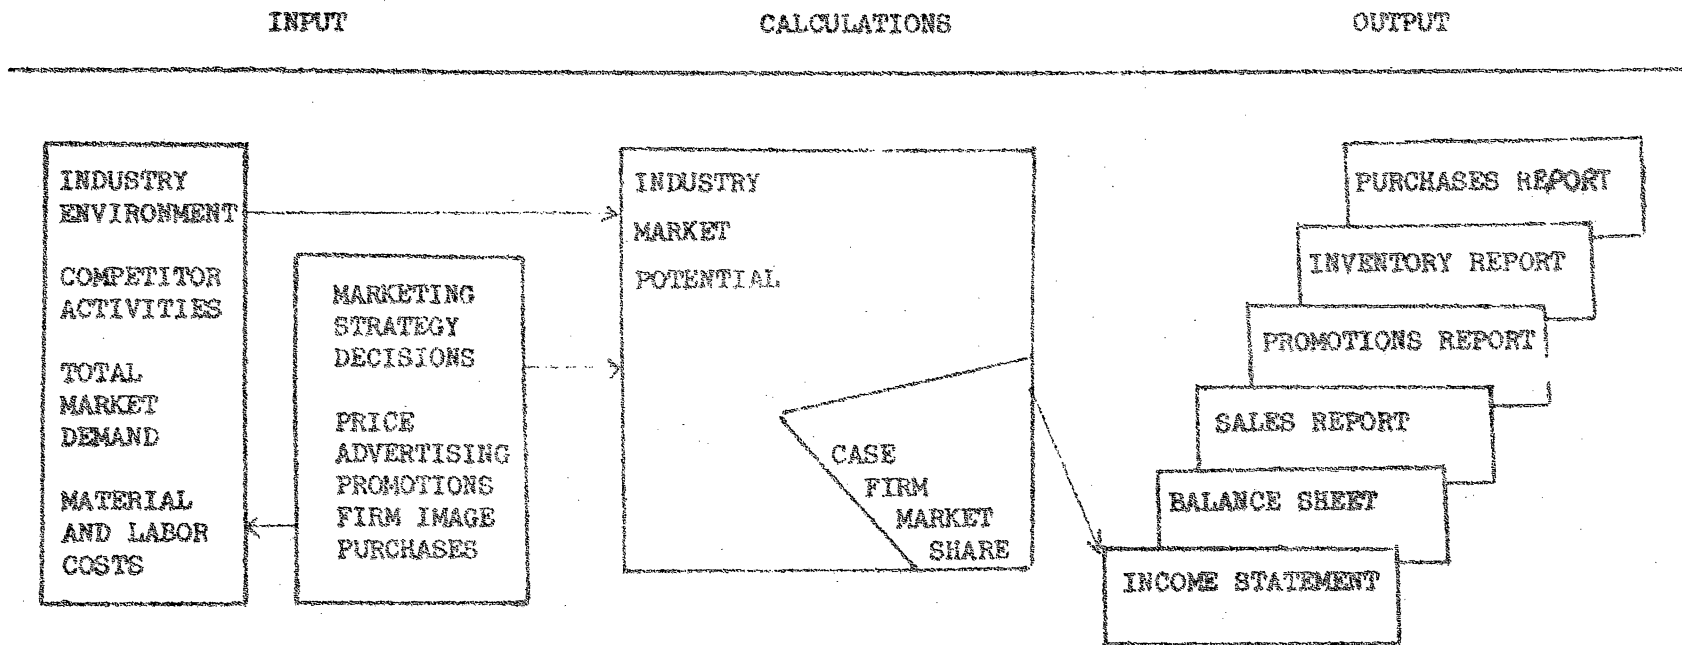 INPUT
CALCULATIONS
OUTPUT
INDUSTRY
ENVIRONMENT
COMPETITOR
ACTIVITIES
TOTAL
MARKET
DEMAND
MATERIAL
AND LABOR
COSTS
MARKETING
STRATEGY
DECISIONS
PRICE
ADVERTISING
PROMOTIONS
FIRM IMAGE
PURCHASES
INDUSTRY
MARKET
POTENTIAL
CASE
FIRM
MARKET
SHARE
PURCHASES REPORT
INVENTORY REPORT
PROMOTIONS REPORT
SALES REPORT
BALANCE SHEET
INCOME STATEMENT